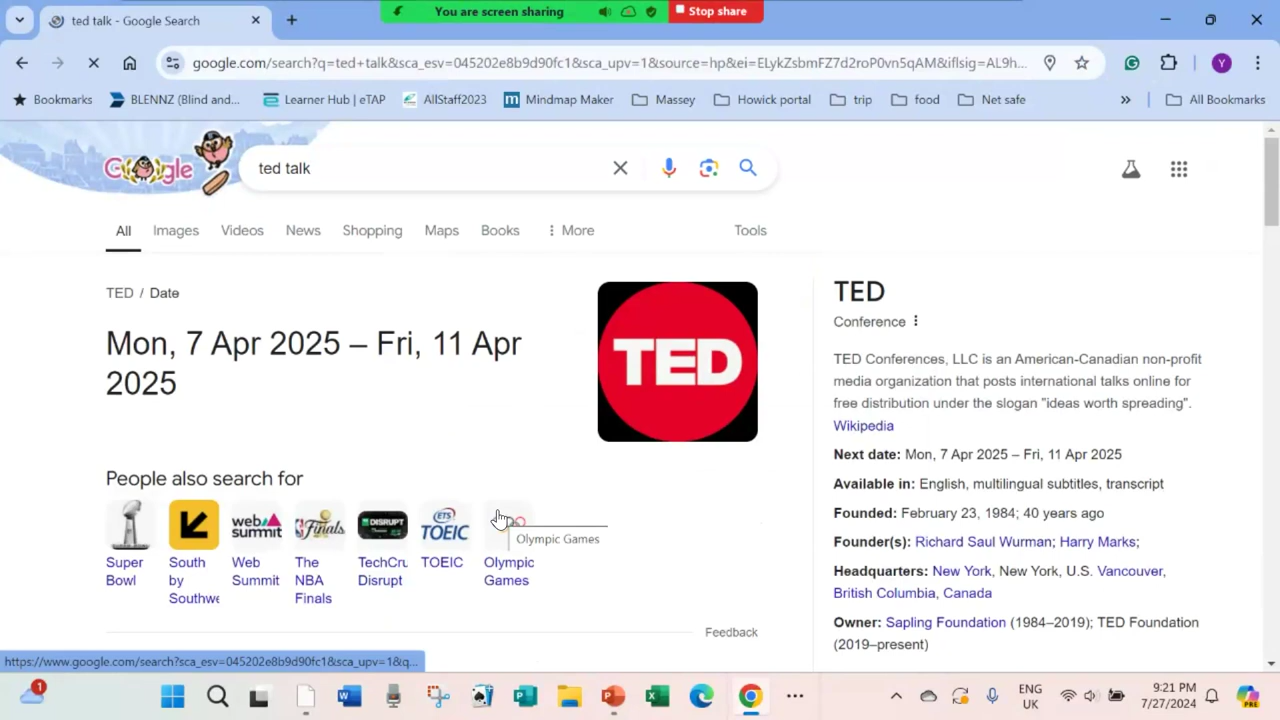 You are screen sharing
Stop share
ted talk - Google Search
google.com/search?q=ted+talk&sca_esv=045202e8b9d90fc1&sca_upv=1&source=hp&ei=ELykZsbmFZ7d2roP0vn5qAM&iflsig=AL9h...
Y
Bookmarks
BLENNZ (Blind and...
Learner Hub | eTAP
AllStaff2023
Mindmap Maker
Massey
Howick portal
trip
food
Net safe
»
All Bookmarks
Google
ted talk
All
Images
Videos
News
Shopping
Maps
Books
More
Tools
TED / Date
Mon, 7 Apr 2025 – Fri, 11 Apr
2025
TED
People also search for
web
summit
Finals
DISRUPT
ETS
TOEIC
Super
Bowl
South
by
Southwe
Web
Summit
The
NBA
Finals
TechCru
Disrupt
TOEIC
Olympic
Games
Olympic Games
Feedback
TED
Conference
TED Conferences, LLC is an American-Canadian non-profit
media organization that posts international talks online for
free distribution under the slogan "ideas worth spreading".
Wikipedia
Next date: Mon, 7 Apr 2025 – Fri, 11 Apr 2025
Available in: English, multilingual subtitles, transcript
Founded: February 23, 1984; 40 years ago
Founder(s): Richard Saul Wurman; Harry Marks;
Headquarters: New York, New York, U.S. Vancouver,
British Columbia, Canada
Owner: Sapling Foundation (1984–2019); TED Foundation
(2019–present)
https://www.google.com/search?sca_esv=045202e8b9d90fc1&sca_upv=1&q...
1
ENG
UK
9:21 PM
7/27/2024
PRE